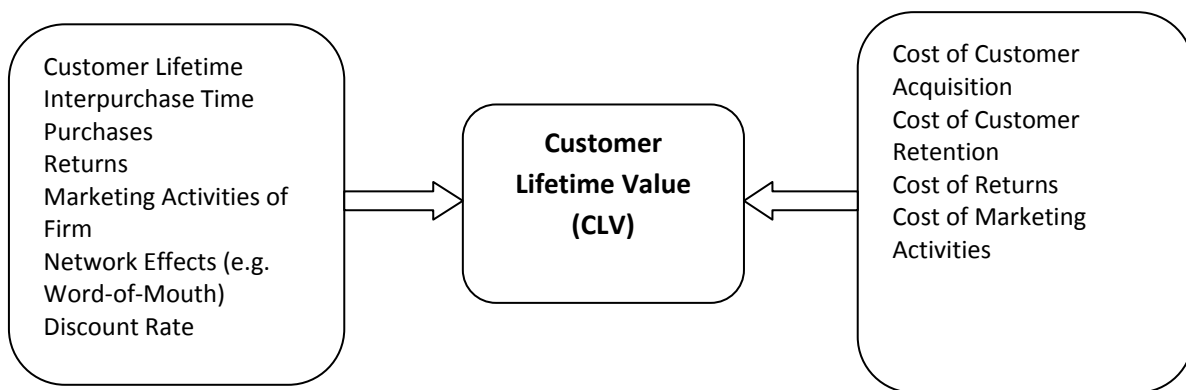 Customer Lifetime
Interpurchase Time
Purchases
Returns
Marketing Activities of
Firm
Network Effects (e.g.
Word-of-Mouth)
Discount Rate
Customer
Lifetime Value
(CLV)
Cost of Customer
Acquisition
Cost of Customer
Retention
Cost of Returns
Cost of Marketing
Activities